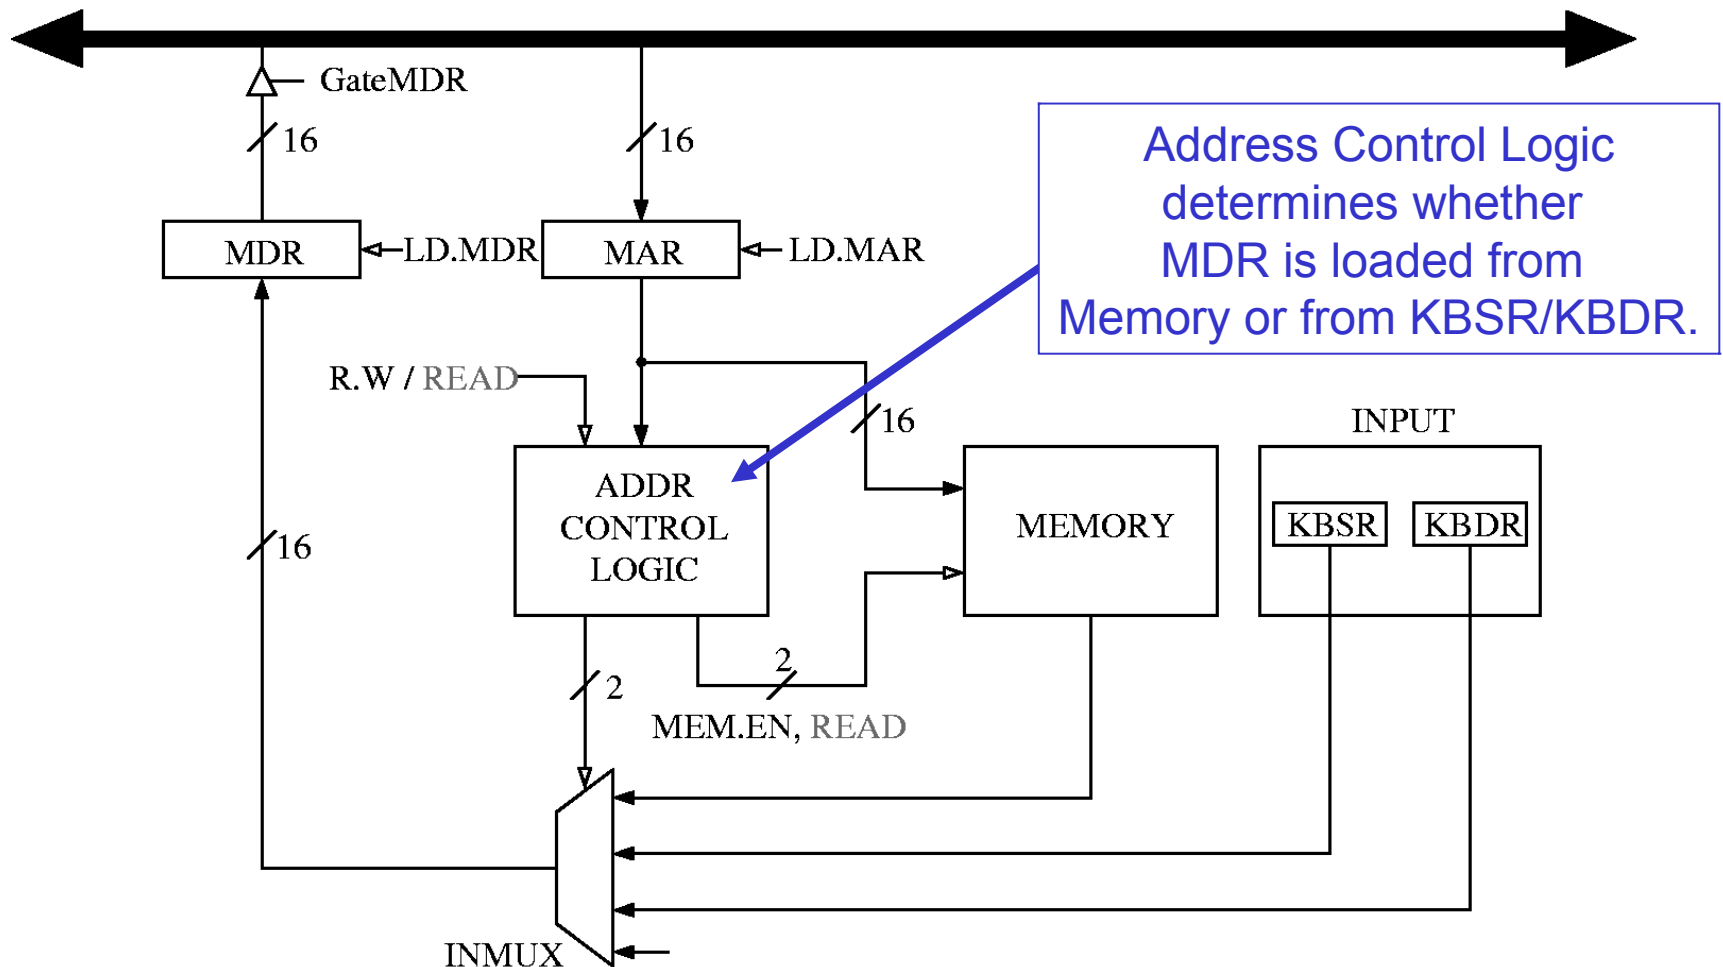 GateMDR
16
16
Address Control Logic
determines whether
MDR is loaded from
Memory or from KBSR/KBDR.
MDR
LD.MDR
MAR
LD.MAR
R.W / READ
16
INPUT
ADDR
CONTROL
LOGIC
MEMORY
KBSR
KBDR
16
2
2
MEM.EN, READ
INMUX